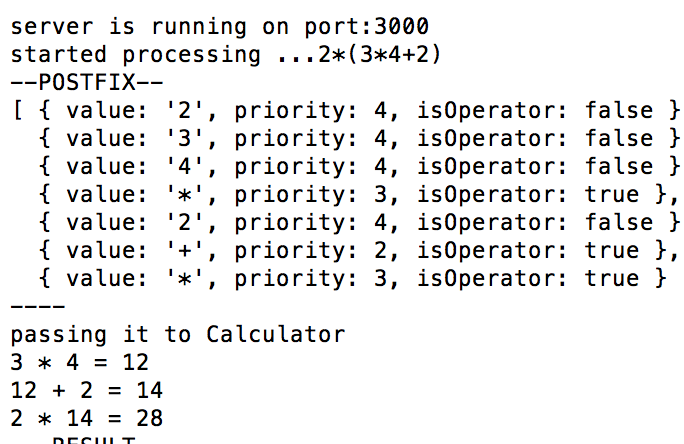 server is running on port:3000
started processing ...2*(3*4+2)
--POSTFIX--
[ { value: '2', priority: 4, isOperator: false }
  { value: '3', priority: 4, isOperator: false }
  { value: '4', priority: 4, isOperator: false }
  { value: '*', priority: 3, isOperator: true },
  { value: '2', priority: 4, isOperator: false }
  { value: '+', priority: 2, isOperator: true },
  { value: '*', priority: 3, isOperator: true }
----
passing it to Calculator
3 * 4 = 12
12 + 2 = 14
2 * 14 = 28
RESULT